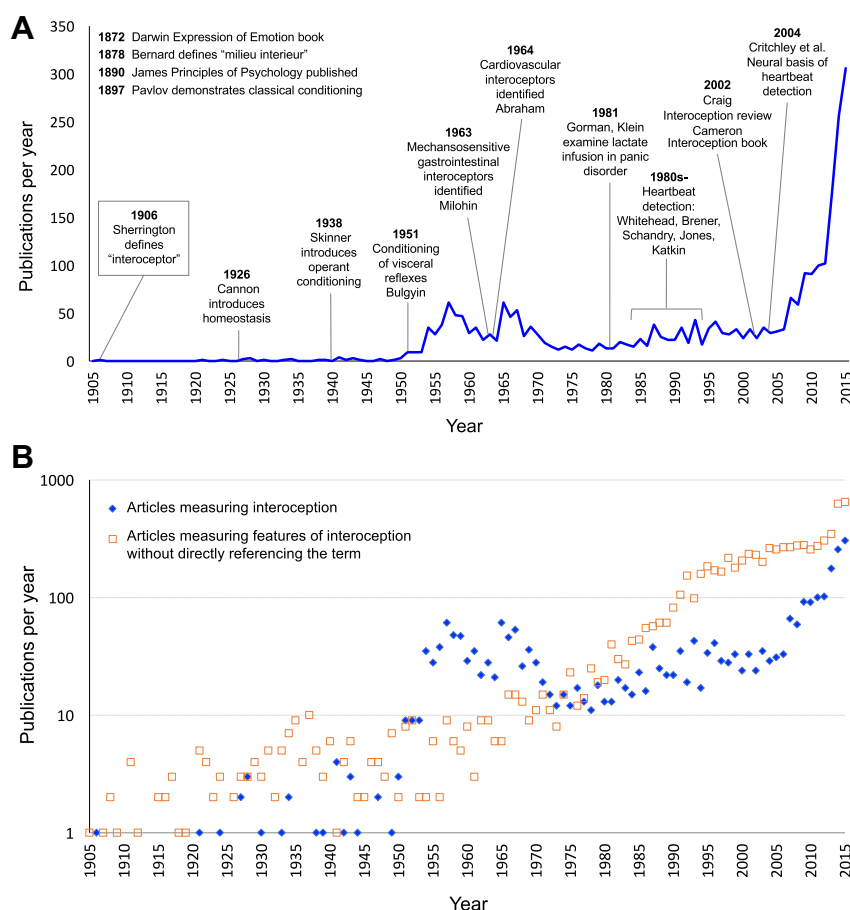 A
1872 Darwin Expression of Emotion book
1878 Bernard defines “milieu interieur”
1890 James Principles of Psychology published
1897 Pavlov demonstrates classical conditioning
1906
Sherrington
defines
“interoceptor”
1926
Cannon
introduces
homeostasis
1938
Skinner
introduces
operant
conditioning
1951
Conditioning
of visceral
reflexes
Bulgyin
1963
Mechansosensitive
gastrointestinal
interoceptors
identified
Milohin
1964
Cardiovascular
interoceptors
identified
Abraham
1981
Gorman, Klein
examine lactate
infusion in panic
disorder
1980s-
Heartbeat
detection:
Whitehead, Brener,
Schandry, Jones,
Katkin
2002
Craig
Interoception review
Cameron
Interoception book
2004
Critchley et al.
Neural basis of
heartbeat
detection
Publications per year
350
300
250
200
150
100
50
0
1905
1910
1915
1920
1925
1930
1935
1940
1945
1950
1955
1960
1965
1970
1975
1980
1985
1990
1995
2000
2005
2010
2015
Year
B
Articles measuring interoception
Articles measuring features of interoception
without directly referencing the term
Publications per year
1000
100
10
1
1905
1910
1915
1920
1925
1930
1935
1940
1945
1950
1955
1960
1965
1970
1975
1980
1985
1990
1995
2000
2005
2010
2015
Year